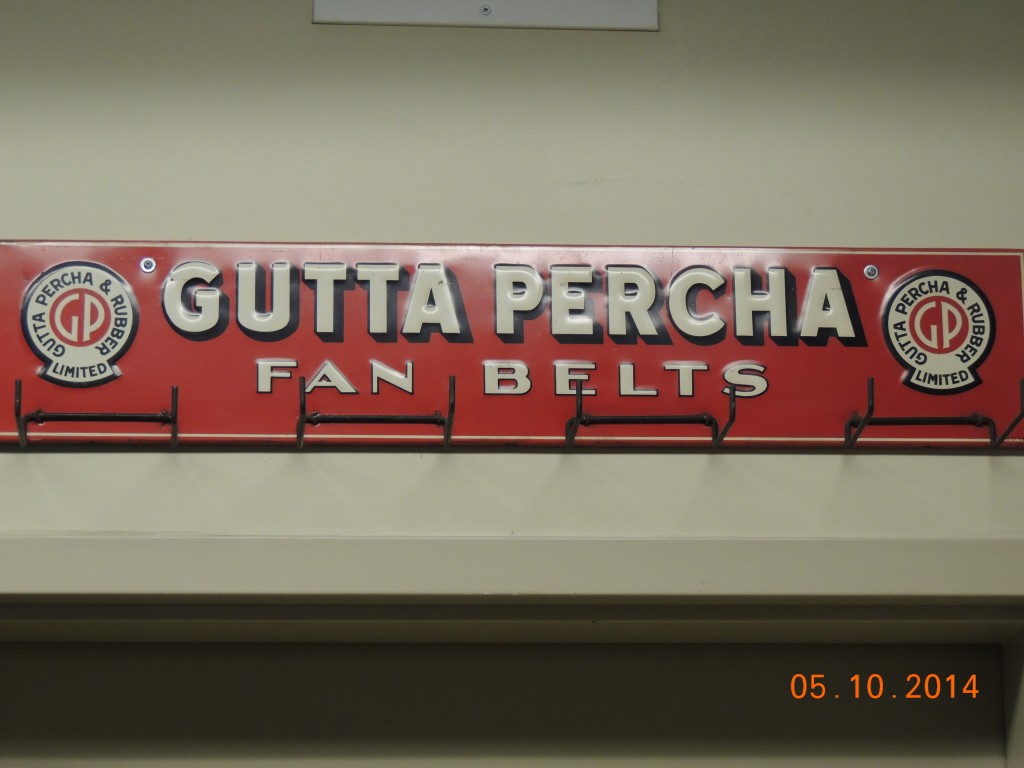 GUTTA PERCHA & RUBBER
GP
LIMITED
GUTTA PERCHA
FAN BELTS
GUTTA PERCHA & RUBBER
GP
LIMITED
05.10.2014